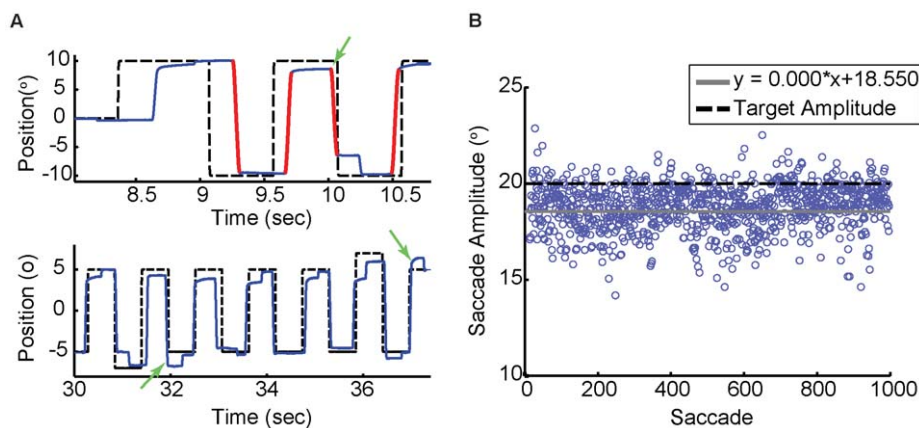 A
B
Position(°)
10
5
0
-5
-10
8.5
9
9.5
10
10.5
Time (sec)
Position (o)
5
0
-5
30
32
34
36
Time (sec)
y = 0.000*x+18.550
Target Amplitude
Saccade Amplitude (°)
25
20
15
10
0
200
400
600
800
1000
Saccade